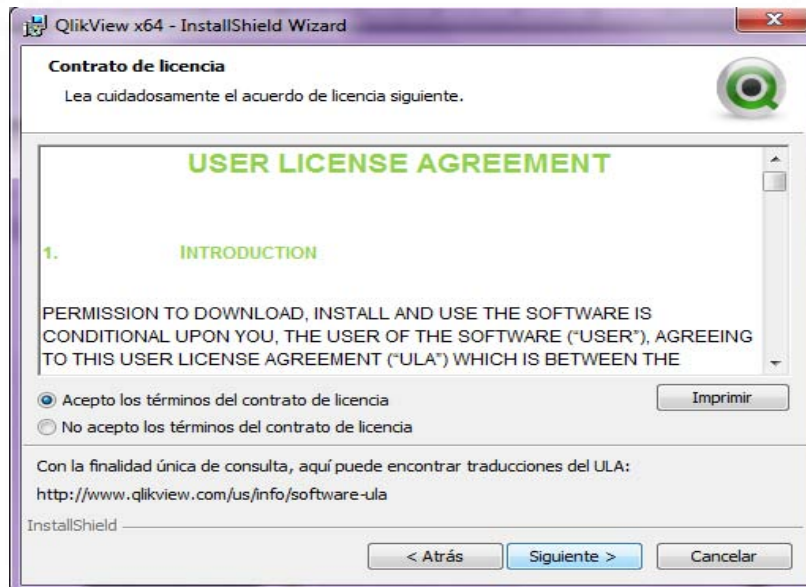 QlikView x64 - InstallShield Wizard
Contrato de licencia
Lea cuidadosamente el acuerdo de licencia siguiente.
USER LICENSE AGREEMENT
1. INTRODUCTION
PERMISSION TO DOWNLOAD, INSTALL AND USE THE SOFTWARE IS
CONDITIONAL UPON YOU, THE USER OF THE SOFTWARE (“USER”), AGREEING
TO THIS USER LICENSE AGREEMENT (“ULA”) WHICH IS BETWEEN THE
Acepto los términos del contrato de licencia
Imprimir
No acepto los términos del contrato de licencia
Con la finalidad única de consulta, aquí puede encontrar traducciones del ULA:
http://www.qlikview.com/us/info/software-ula
InstallShield
< Atrás Siguiente > Cancelar